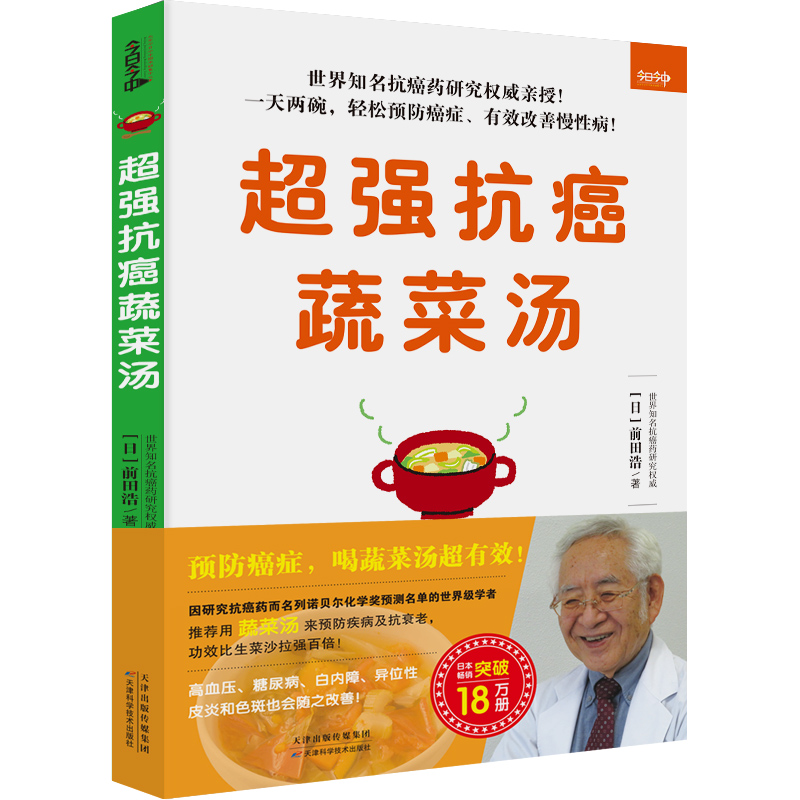 今日今中
超强抗癌蔬菜汤
世界知名抗癌药研究权威
[日]前田浩/著
天津出版传媒集团
天津科学技术出版社
今日今中
世界知名抗癌药研究权威亲授!
一天两碗,轻松预防癌症、有效改善慢性病!
超强抗癌
蔬菜汤
世界知名抗癌药研究权威
[日]前田浩/著
预防癌症,喝蔬菜汤超有效!
因研究抗癌药而名列诺贝尔化学奖预测名单的世界级学者
推荐用 蔬菜汤 来预防疾病及抗衰老,
功效比生菜沙拉强百倍!
高血压、糖尿病、白内障、异位性
皮炎和色斑也会随之改善!
日本
畅销
突破
18万册
天津出版传媒集团
天津科学技术出版社